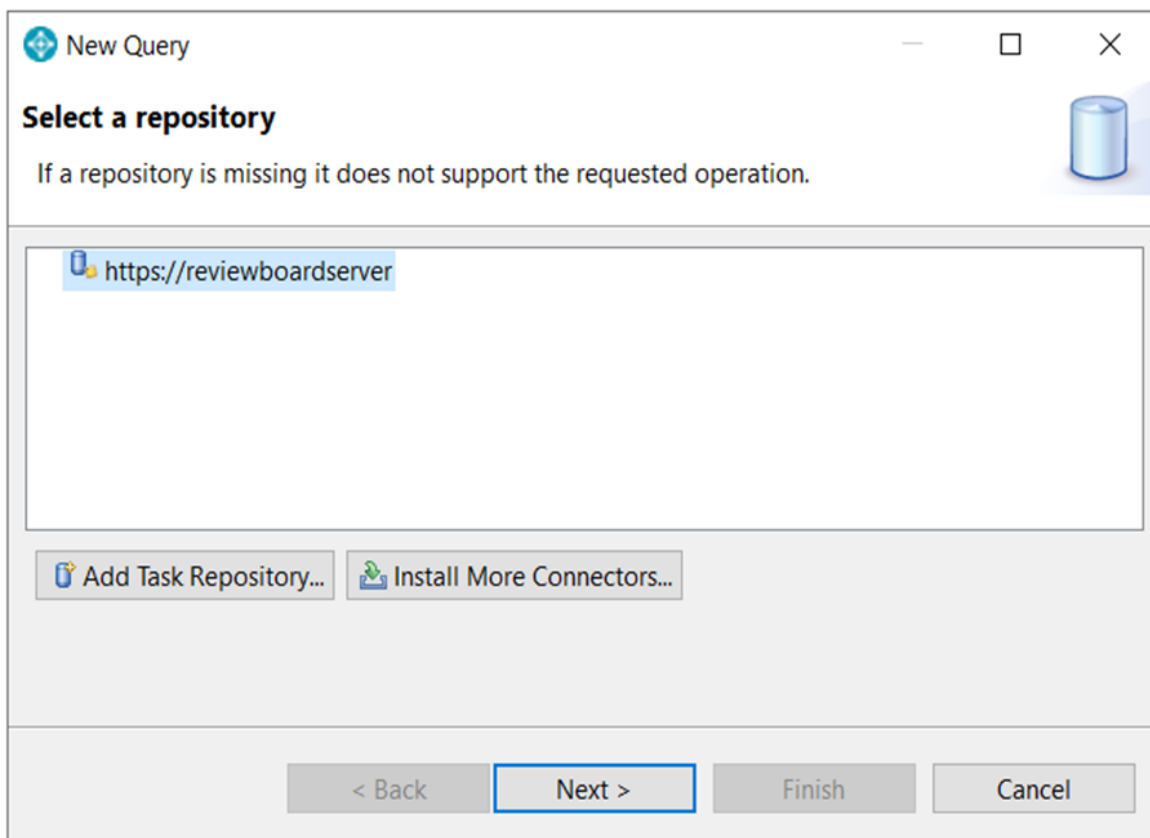 New Query
Select a repository
If a repository is missing it does not support the requested operation.
https://reviewboardserver
Add Task Repository...
Install More Connectors...
< Back
Next >
Finish
Cancel